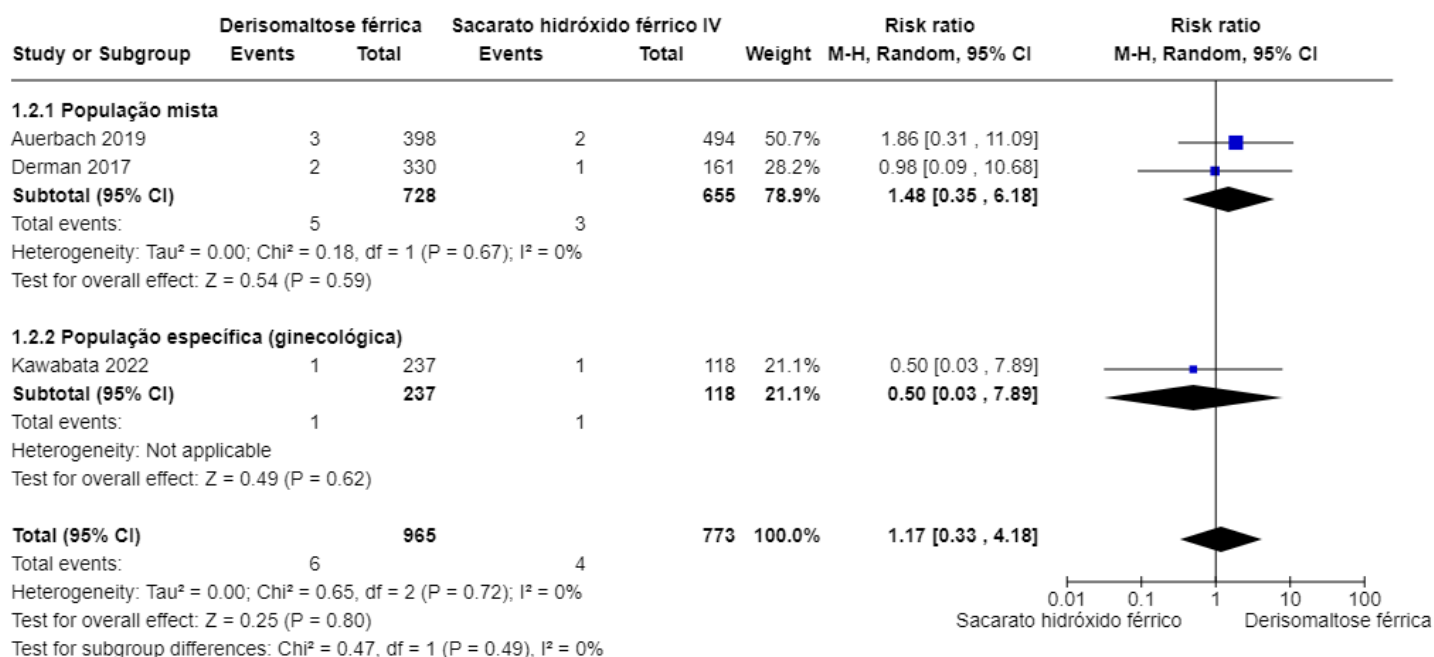 Derisomaltose férrica Sacarato hidróxido férrico IV Risk ratio Risk ratio
Study or Subgroup Events Total Events Total Weight M-H, Random, 95% CI M-H, Random, 95% CI
1.2.1 População mista
Auerbach 2019 3 398 2 494 50.7% 1.86 [0.31 , 11.09]
Derman 2017 2 330 1 161 28.2% 0.98 [0.09 , 10.68]
Subtotal (95% CI) 728 655 78.9% 1.48 [0.35 , 6.18]
Total events: 5 3
Heterogeneity: Tau² = 0.00; Chi² = 0.18, df = 1 (P = 0.67); I² = 0%
Test for overall effect: Z = 0.54 (P = 0.59)
1.2.2 População específica (ginecológica)
Kawabata 2022 1 237 1 118 21.1% 0.50 [0.03 , 7.89]
Subtotal (95% CI) 237 118 21.1% 0.50 [0.03 , 7.89]
Total events: 1 1
Heterogeneity: Not applicable
Test for overall effect: Z = 0.49 (P = 0.62)
Total (95% CI) 965 773 100.0% 1.17 [0.33 , 4.18]
Total events: 6 4
Heterogeneity: Tau² = 0.00; Chi² = 0.65, df = 2 (P = 0.72); I² = 0%
0.01 0.1 1 10 100
Test for overall effect: Z = 0.25 (P = 0.80) Sacarato hidróxido férrico Derisomaltose férrica
Test for subgroup differences: Chi² = 0.47, df = 1 (P = 0.49), I² = 0%